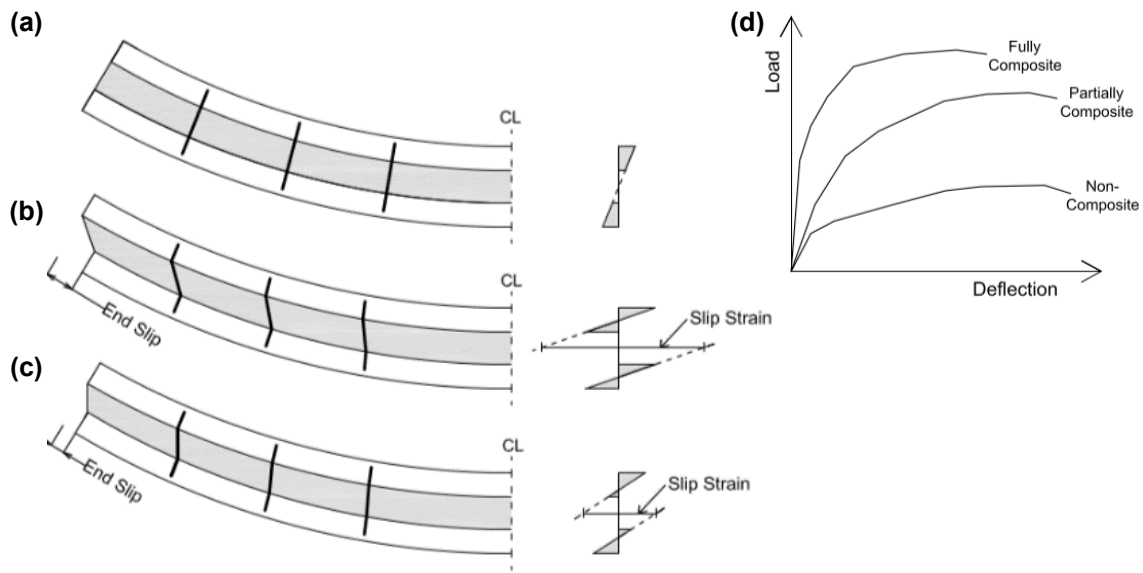 (a)
CL
(b)
CL
End Slip
Slip Strain
(c)
CL
End Slip
Slip Strain
(d)
Load
Fully
Composite
Partially
Composite
Non-
Composite
Deflection